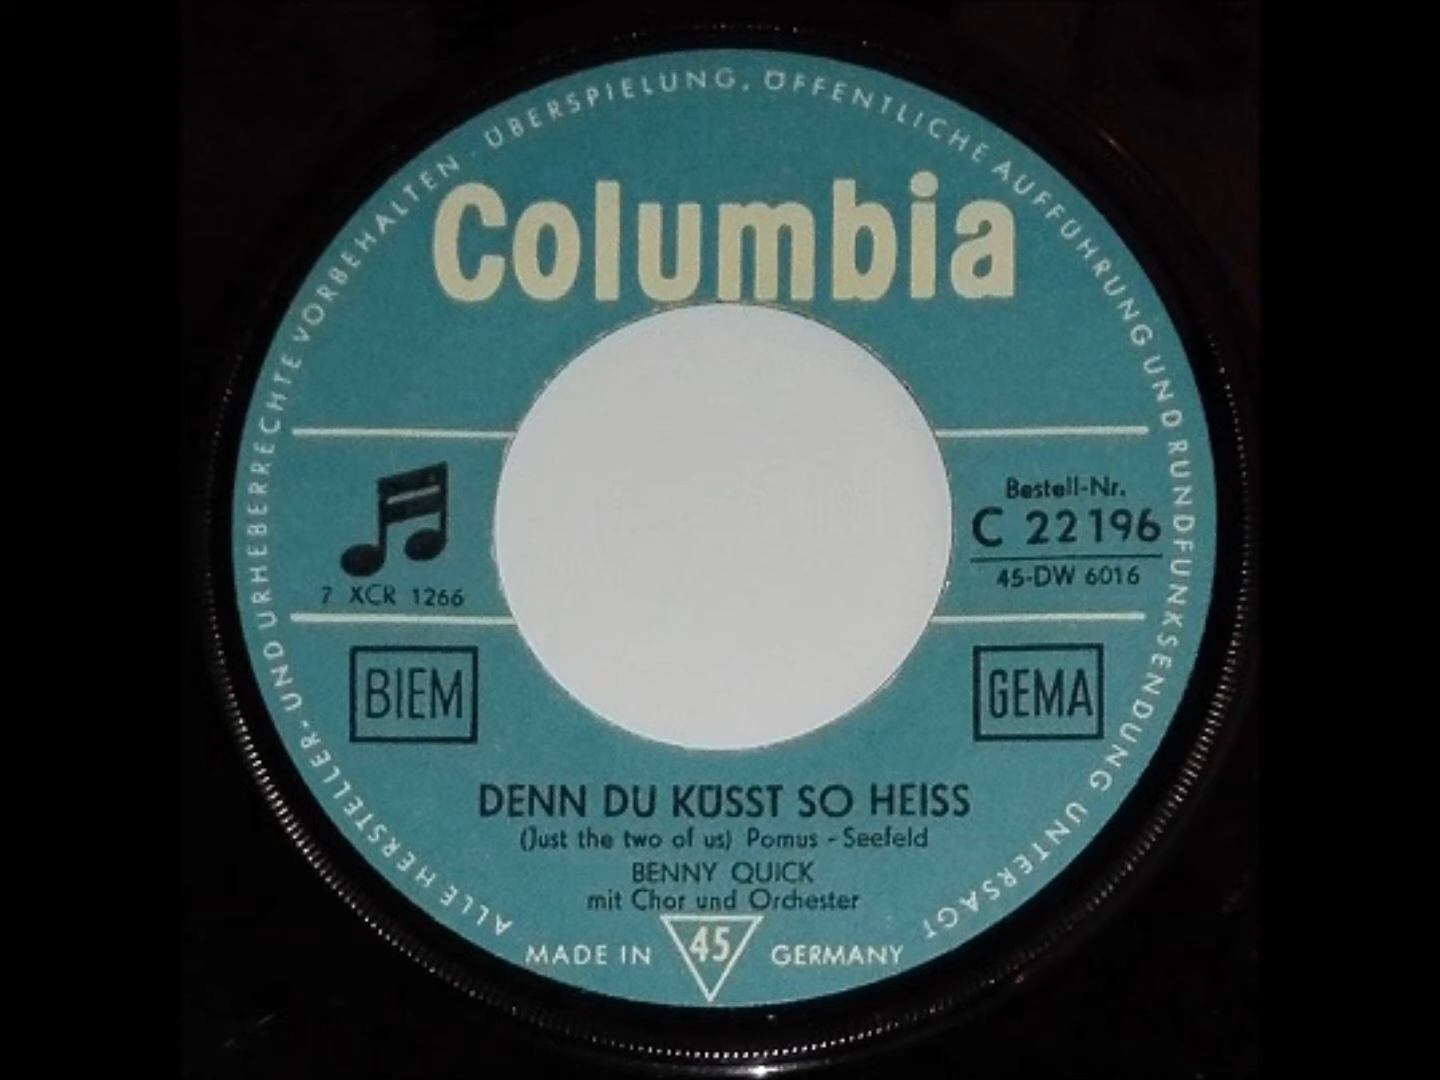 ALLE HERSTELLER- UND URHEBERRECHTE VORBEHALTEN · ÜBERSPIELUNG, ÖFFENTLICHE AUFFÜHRUNG UND RUNDFUNKSENDUNG UNTERSAGT
Columbia
7 XCR 1266
Bestell-Nr.
C 22 196
45-DW 6016
BIEM
GEMA
DENN DU KÜSST SO HEISS
(Just the two of us) Pomus - Seefeld
BENNY QUICK
mit Chor und Orchester
MADE IN 45 GERMANY